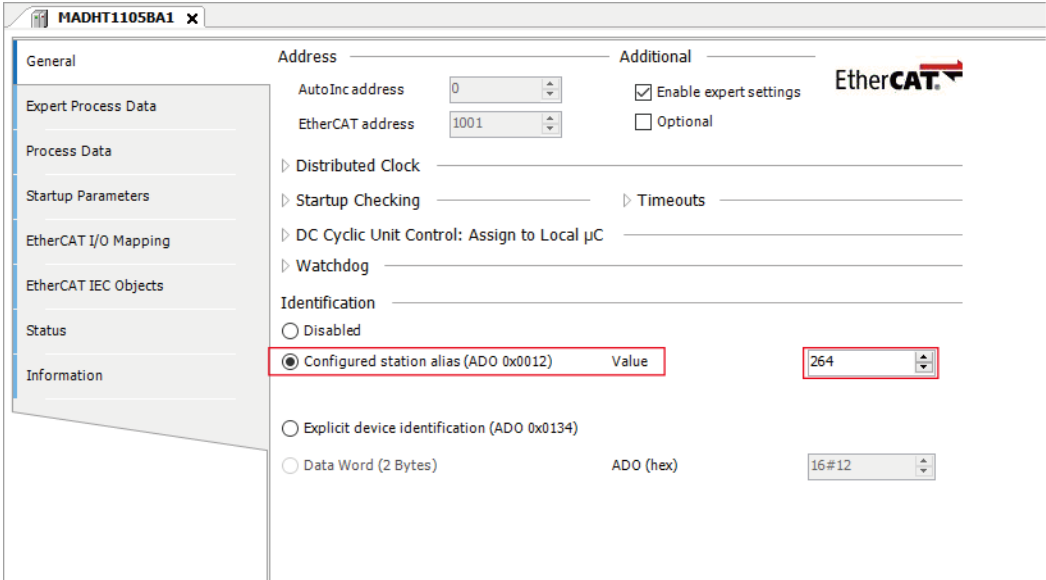 MADHT1105BA1 X
General
Expert Process Data
Process Data
Startup Parameters
EtherCAT I/O Mapping
EtherCAT IEC Objects
Status
Information
Address
AutoInc address 0
EtherCAT address 1001
Additional
Enable expert settings
Optional
EtherCAT.
Distributed Clock
Startup Checking
Timeouts
DC Cyclic Unit Control: Assign to Local µC
Watchdog
Identification
Disabled
Configured station alias (ADO 0x0012) Value 264
Explicit device identification (ADO 0x0134)
Data Word (2 Bytes) ADO (hex) 16#12